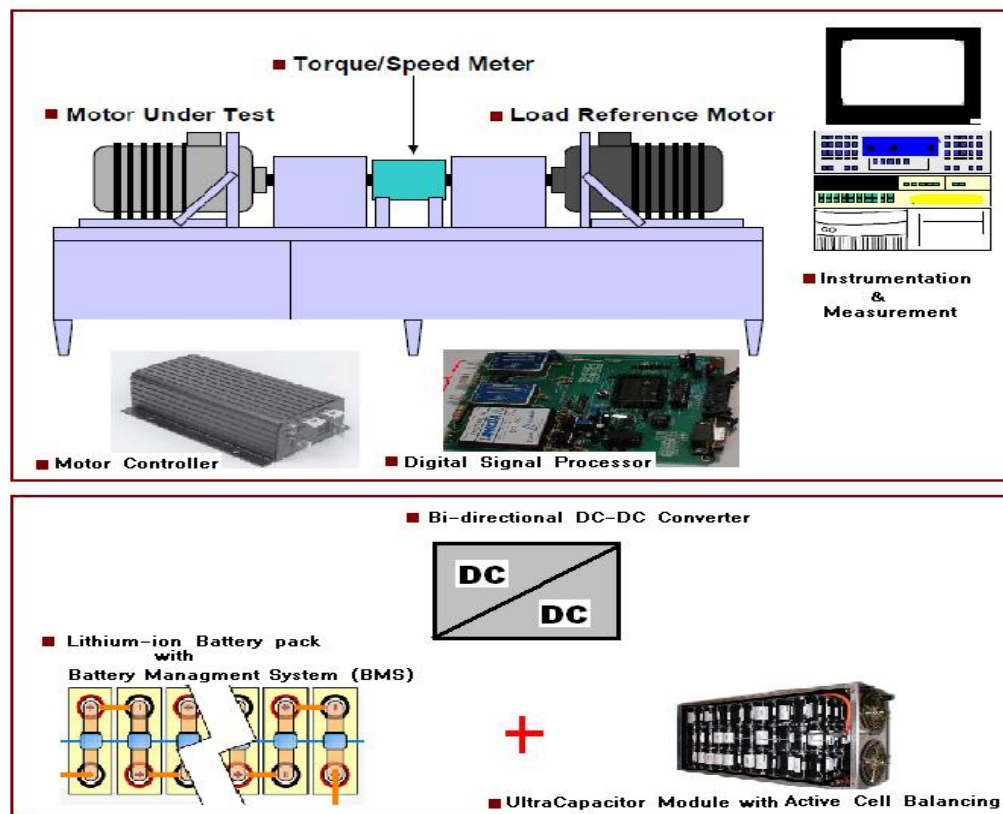 Torque/Speed Meter
Motor Under Test
Load Reference Motor
Instrumentation
&
Measurement
Motor Controller
Digital Signal Processor
Bi-directional DC-DC Converter
DC
DC
Lithium-ion Battery pack
with
Battery Managment System (BMS)
+
UltraCapacitor Module with Active Cell Balancing